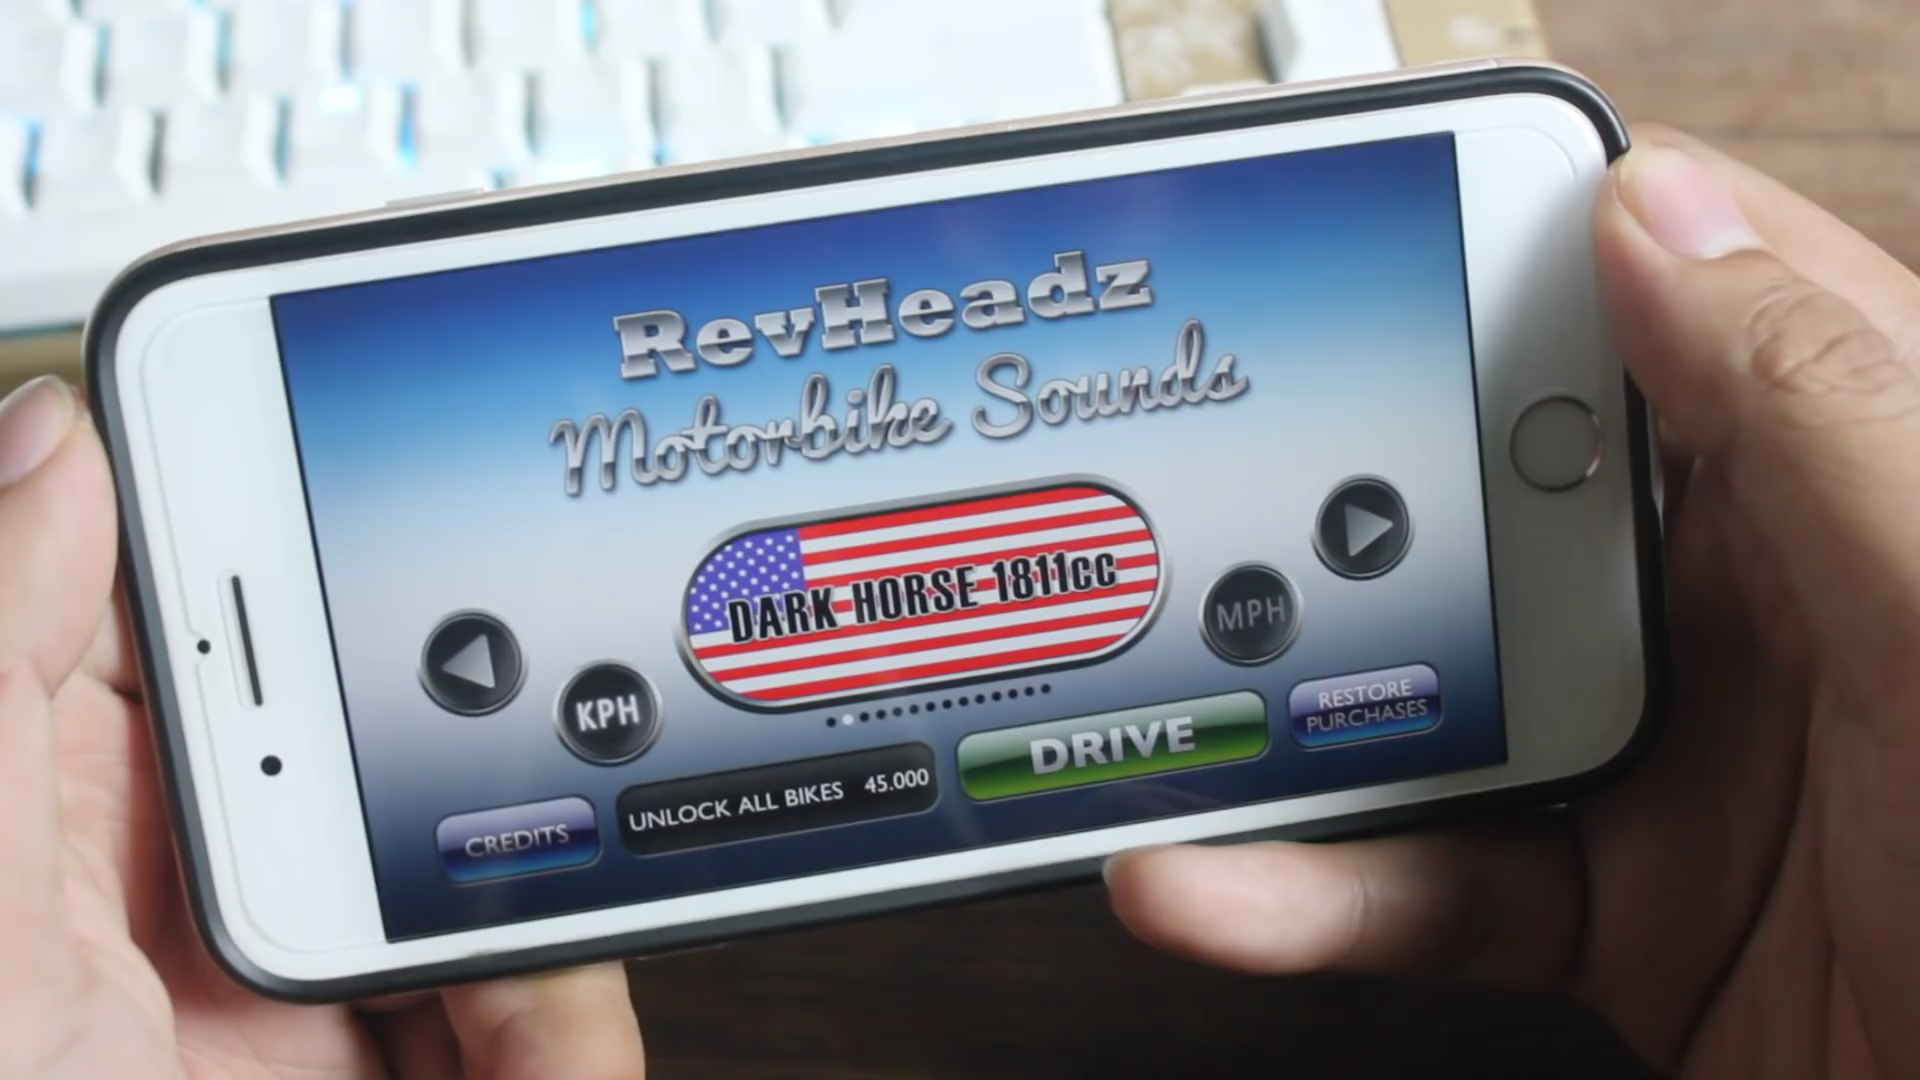 RevHeadz
Motorbike Sounds
DARK HORSE 1811cc
KPH
MPH
CREDITS
UNLOCK ALL BIKES 45.000
DRIVE
RESTORE
PURCHASES